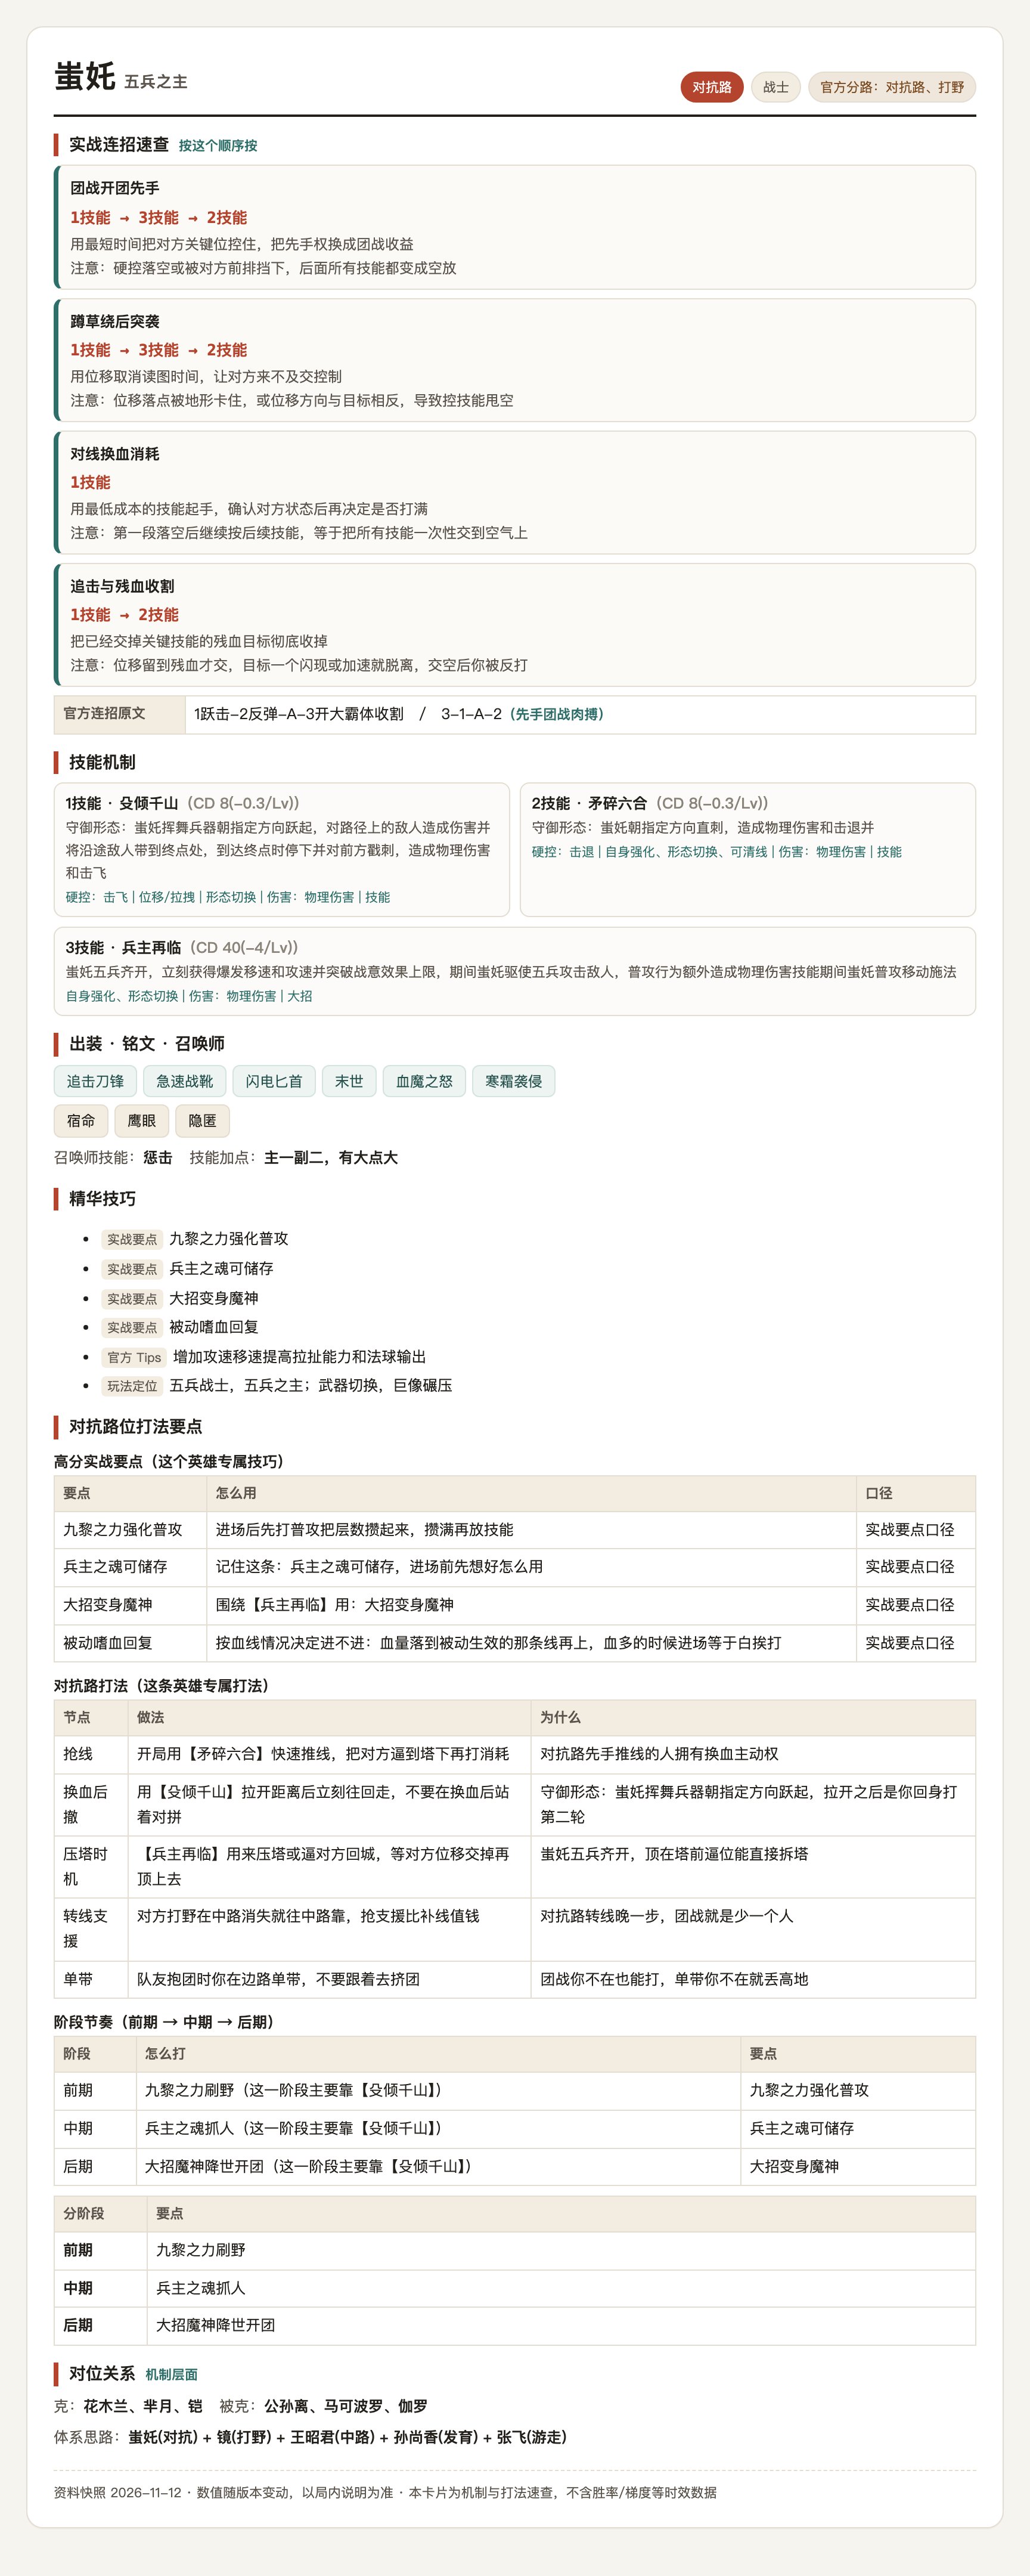 蚩奼 五兵之主
对抗路 战士 官方分路：对抗路、打野
实战连招速查 按这个顺序按
团战开团先手
1技能 → 3技能 → 2技能
用最短时间把对方关键位控住，把先手权换成团战收益
注意：硬控落空或被对方前排挡下，后面所有技能都变成空放
蹲草绕后突袭
1技能 → 3技能 → 2技能
用位移取消读图时间，让对方来不及交控制
注意：位移落点被地形卡住，或位移方向与目标相反，导致控技能甩空
对线换血消耗
1技能
用最低成本的技能起手，确认对方状态后再决定是否打满
注意：第一段落空后继续按后续技能，等于把所有技能一次性交到空气上
追击与残血收割
1技能 → 2技能
把已经交掉关键技能的残血目标彻底收掉
注意：位移留到残血才交，目标一个闪现或加速就脱离，交空后你被反打
官方连招原文 1跃击-2反弹-A-3开大霸体收割 / 3-1-A-2（先手团战肉搏）
技能机制
1技能 · 殳倾千山（CD 8(-0.3/Lv)）
守御形态：蚩奼挥舞兵器朝指定方向跃起，对路径上的敌人造成伤害并
将沿途敌人带到终点处，到达终点时停下并对前方戳刺，造成物理伤害
和击飞
硬控：击飞 | 位移/拉拽 | 形态切换 | 伤害：物理伤害 | 技能
2技能 · 矛碎六合（CD 8(-0.3/Lv)）
守御形态：蚩奼朝指定方向直刺，造成物理伤害和击退并
硬控：击退 | 自身强化、形态切换、可清线 | 伤害：物理伤害 | 技能
3技能 · 兵主再临（CD 40(-4/Lv)）
蚩奼五兵齐开，立刻获得爆发移速和攻速并突破战意效果上限，期间蚩奼驱使五兵攻击敌人，普攻行为额外造成物理伤害技能期间蚩奼普攻移动施法
自身强化、形态切换 | 伤害：物理伤害 | 大招
出装 · 铭文 · 召唤师
追击刀锋 急速战靴 闪电匕首 末世 血魔之怒 寒霜袭侵
宿命 鹰眼 隐匿
召唤师技能：惩击 技能加点：主一副二，有大点大
精华技巧
• 实战要点 九黎之力强化普攻
• 实战要点 兵主之魂可储存
• 实战要点 大招变身魔神
• 实战要点 被动嗜血回复
• 官方 Tips 增加攻速移速提高拉扯能力和法球输出
• 玩法定位 五兵战士，五兵之主；武器切换，巨像碾压
对抗路位打法要点
高分实战要点（这个英雄专属技巧）
要点 怎么用 口径
九黎之力强化普攻 进场后先打普攻把层数攒起来，攒满再放技能 实战要点口径
兵主之魂可储存 记住这条：兵主之魂可储存，进场前先想好怎么用 实战要点口径
大招变身魔神 围绕【兵主再临】用：大招变身魔神 实战要点口径
被动嗜血回复 按血线情况决定进不进：血量落到被动生效的那条线再上，血多的时候进场等于白挨打 实战要点口径
对抗路打法（这条英雄专属打法）
节点 做法 为什么
抢线 开局用【矛碎六合】快速推线，把对方逼到塔下再打消耗 对抗路先手推线的人拥有换血主动权
换血后撤 用【殳倾千山】拉开距离后立刻往回走，不要在换血后站着对拼 守御形态：蚩奼挥舞兵器朝指定方向跃起，拉开之后是你回身打第二轮
压塔时机 【兵主再临】用来压塔或逼对方回城，等对方位移交掉再顶上去 蚩奼五兵齐开，顶在塔前逼位能直接拆塔
转线支援 对方打野在中路消失就往中路靠，抢支援比补线值钱 对抗路转线晚一步，团战就是少一个人
单带 队友抱团时你在边路单带，不要跟着去挤团 团战你不在也能打，单带你不在就丢高地
阶段节奏（前期 → 中期 → 后期）
阶段 怎么打 要点
前期 九黎之力刷野（这一阶段主要靠【殳倾千山】） 九黎之力强化普攻
中期 兵主之魂抓人（这一阶段主要靠【殳倾千山】） 兵主之魂可储存
后期 大招魔神降世开团（这一阶段主要靠【殳倾千山】） 大招变身魔神
分阶段 要点
前期 九黎之力刷野
中期 兵主之魂抓人
后期 大招魔神降世开团
对位关系 机制层面
克：花木兰、芈月、铠 被克：公孙离、马可波罗、伽罗
体系思路：蚩奼(对抗) + 镜(打野) + 王昭君(中路) + 孙尚香(发育) + 张飞(游走)
资料快照 2026-11-12 · 数值随版本变动，以局内说明为准 · 本卡片为机制与打法速查，不含胜率/梯度等时效数据